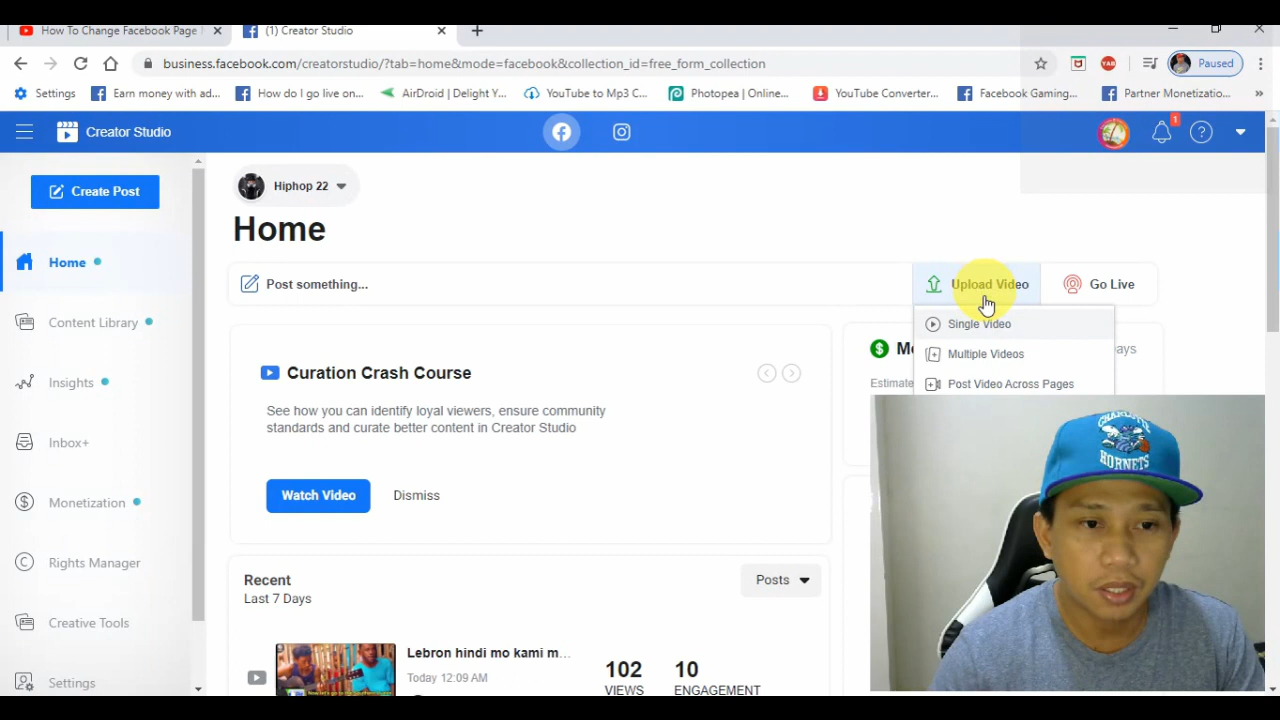 How To Change Facebook Page
(1) Creator Studio
business.facebook.com/creatorstudio/?tab=home&mode=facebook&collection_id=free_form_collection
Paused
Settings
Earn money with ad...
How do I go live on...
AirDroid | Delight Y...
YouTube to Mp3 C...
Photopea | Online...
YouTube Converter...
Facebook Gaming...
Partner Monetizatio...
Creator Studio
1
Create Post
Hiphop 22
Home
Home
Post something...
Upload Video
Go Live
Content Library
Single Video
Multiple Videos
Post Video Across Pages
Mo
ays
Estimate
Insights
Curation Crash Course
See how you can identify loyal viewers, ensure community
standards and curate better content in Creator Studio
Inbox+
Watch Video
Dismiss
Monetization
CHARLOTTE
HORNETS
Rights Manager
Recent
Posts
Last 7 Days
Creative Tools
Lebron hindi mo kami m...
102
10
Today 12:09 AM
VIEWS
ENGAGEMENT
Settings